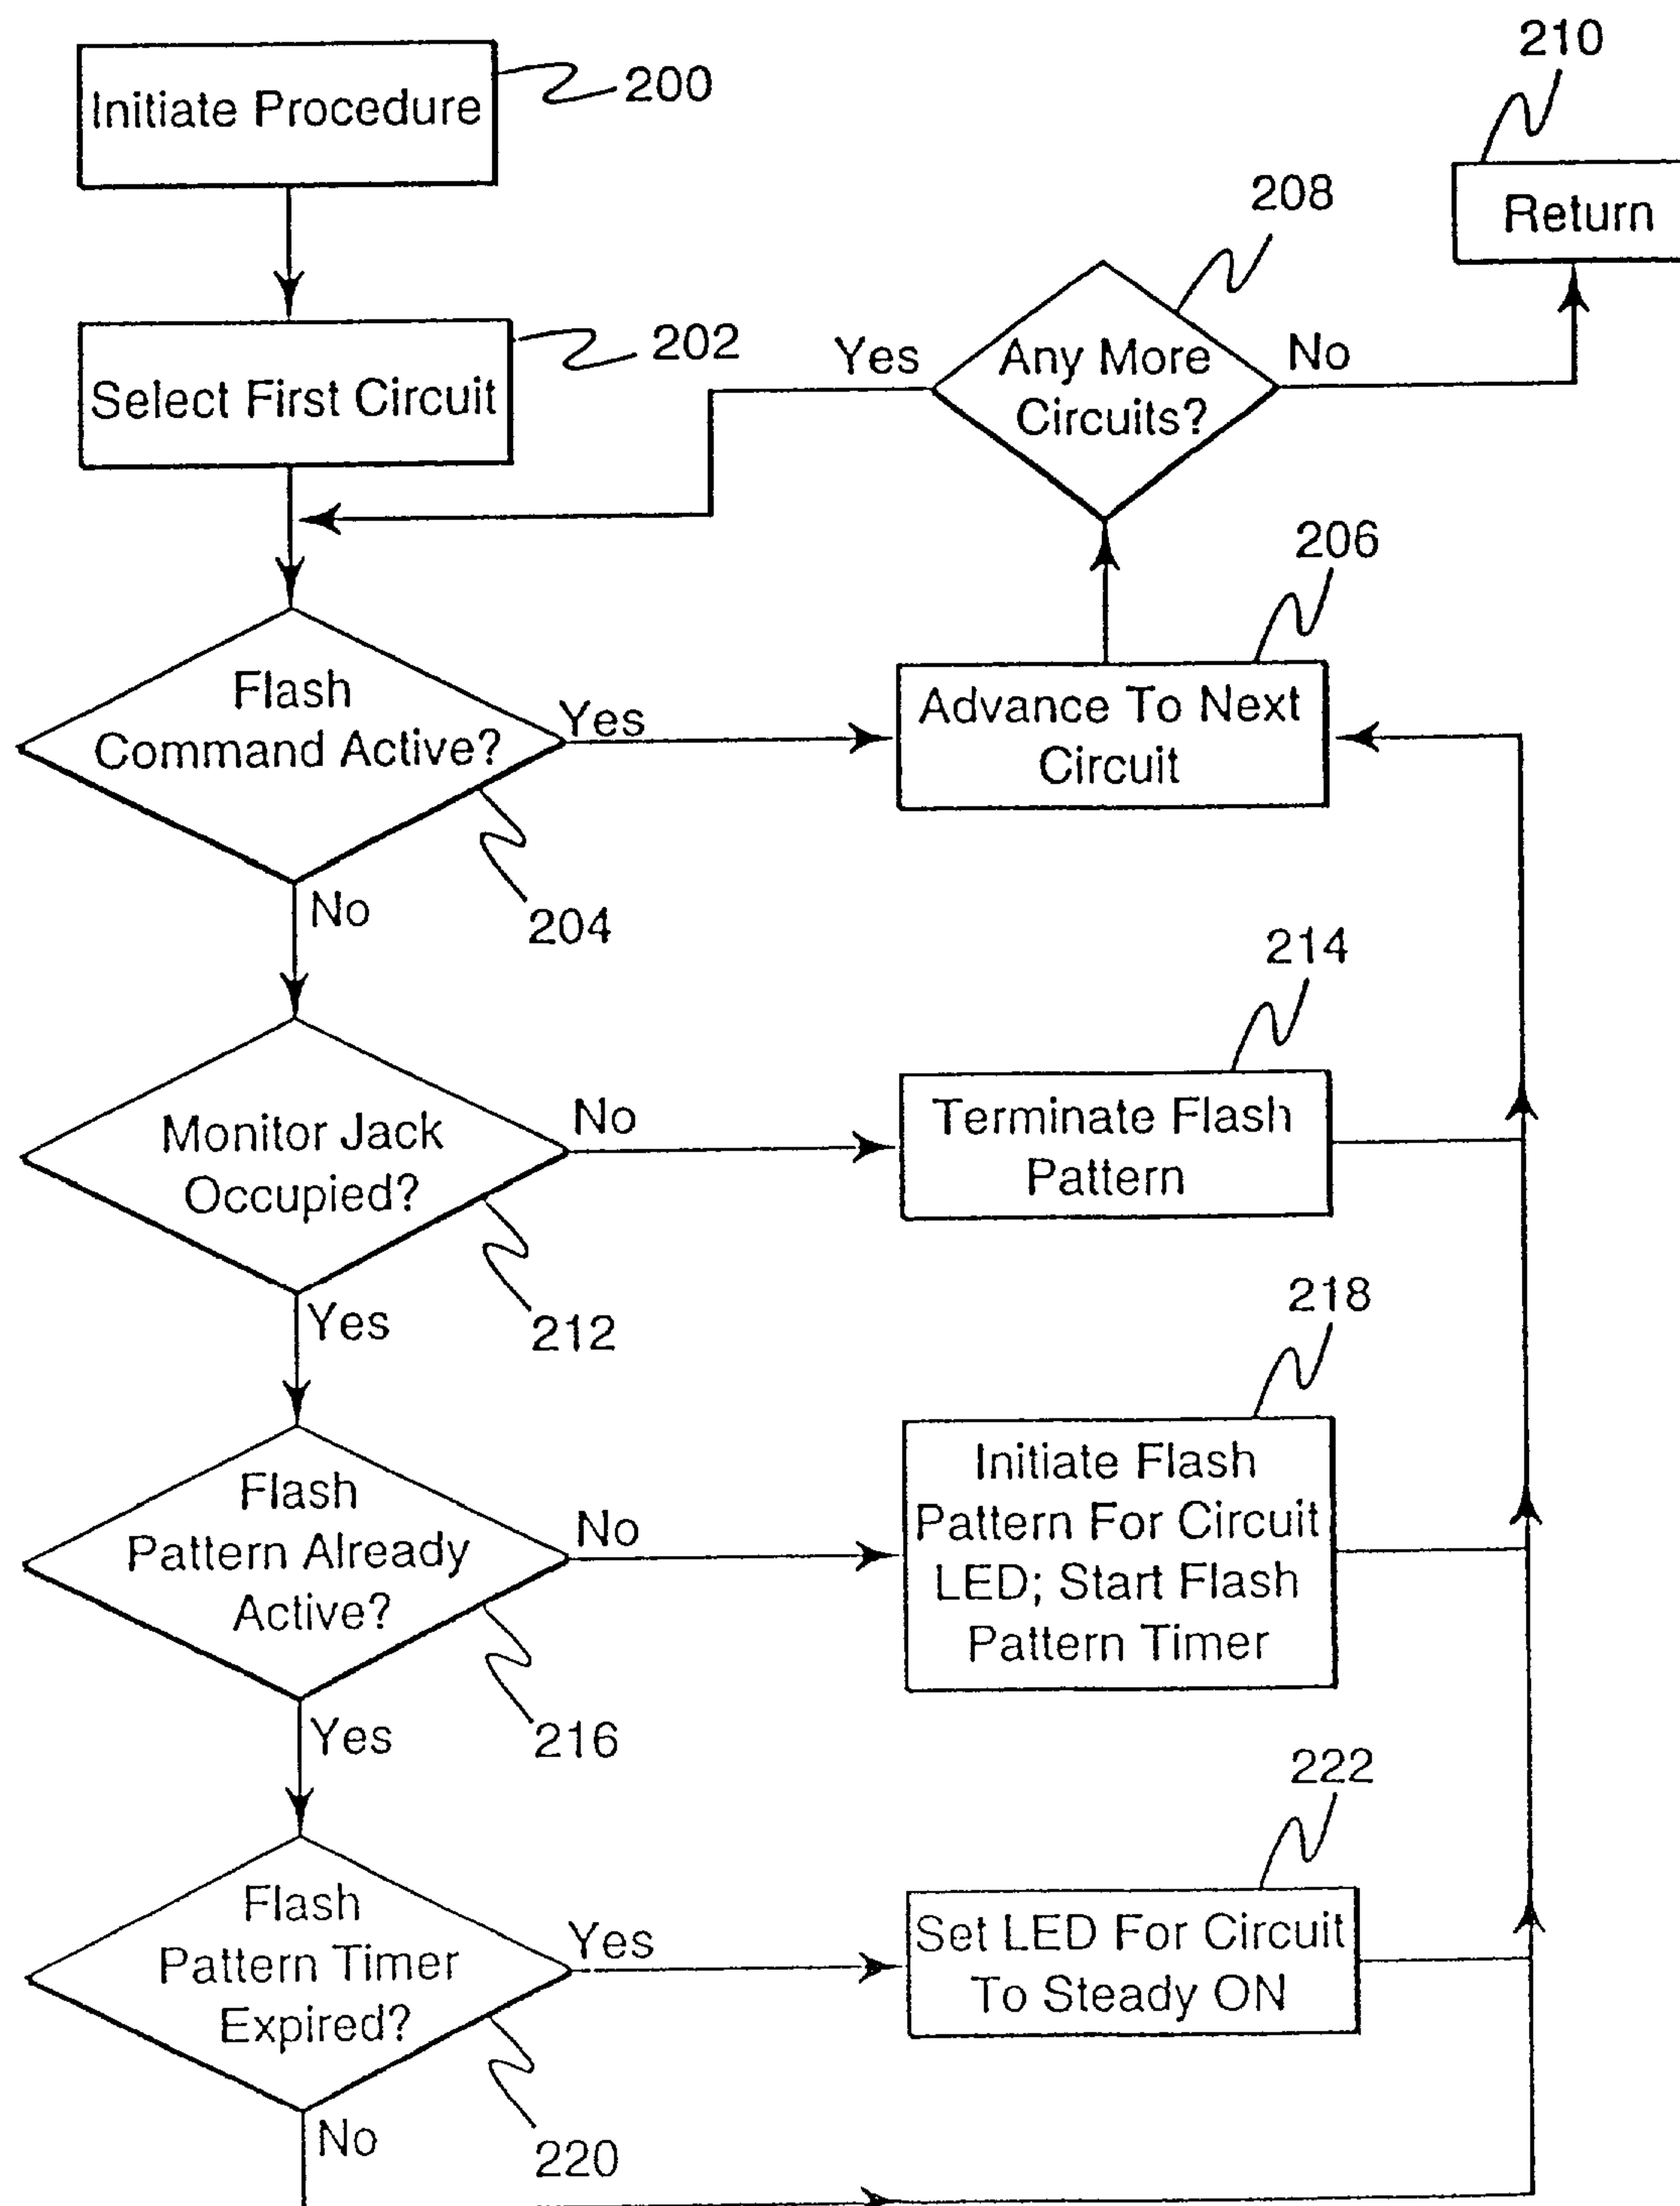 Initiate Procedure
200
210
Return
208
Select First Circuit
202
Yes
Any More
Circuits?
No
206
Flash
Command Active?
Yes
204
No
Advance To Next
Circuit
214
Monitor Jack
Occupied?
No
212
Yes
Terminate Flash
Pattern
218
Flash
Pattern Already
Active?
No
216
Yes
Initiate Flash
Pattern For Circuit
LED; Start Flash
Pattern Timer
222
Flash
Pattern Timer
Expired?
Yes
220
No
Set LED For Circuit
To Steady ON